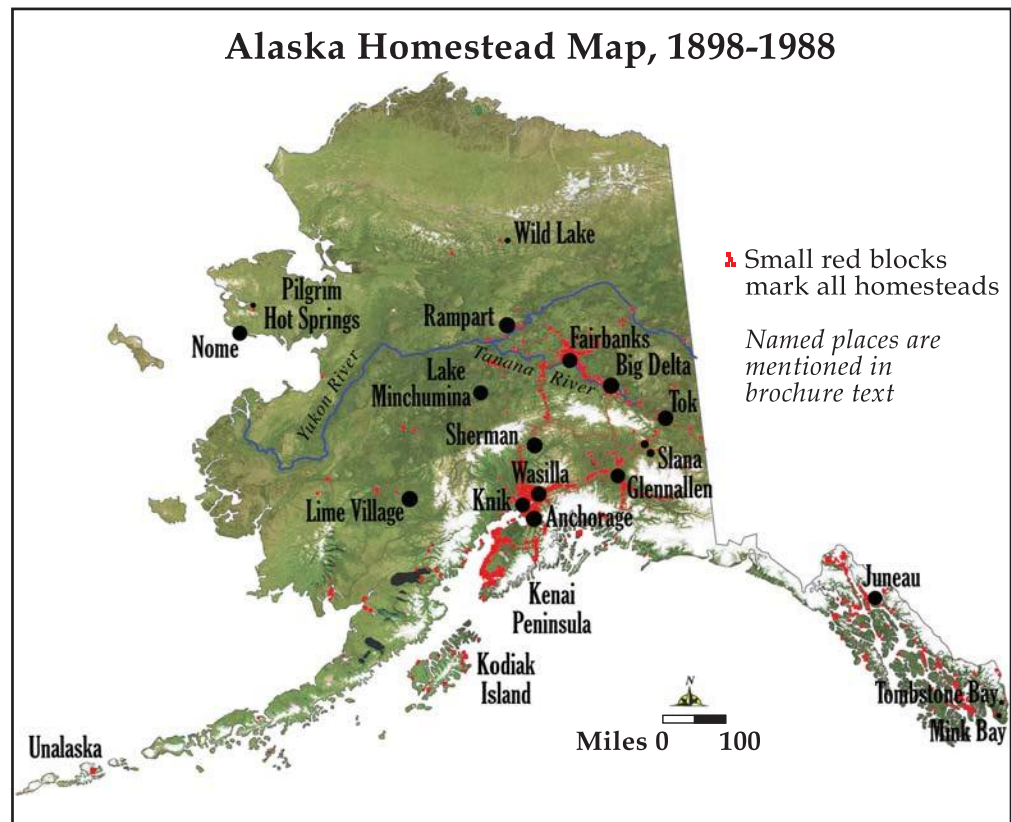 Alaska Homestead Map, 1898-1988
Wild Lake
Small red blocks
mark all homesteads
Named places are
mentioned in
brochure text
Pilgrim
Hot Springs
Nome
Rampart
Fairbanks
Big Delta
Yukon River
Tanana River
Lake
Minchumina
Tok
Sherman
Slana
Wasilla
Glennallen
Knik
Lime Village
Anchorage
Kenai
Peninsula
Juneau
Kodiak
Island
Tombstone Bay
Mink Bay
N
Miles 0 100
Unalaska